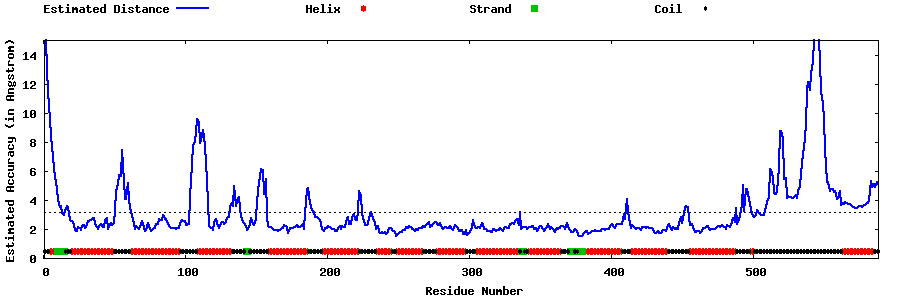 Estimated Distance Helix Strand Coil
Estimated Accuracy (in Angstrom)
14
12
10
8
6
4
2
0
0 100 200 300 400 500
Residue Number